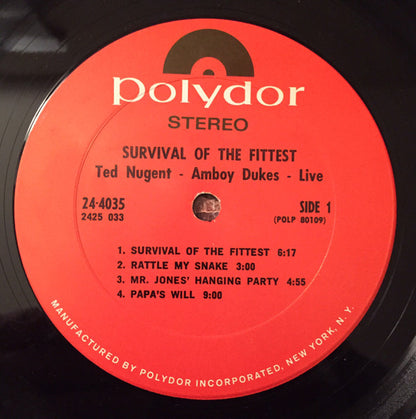 polydor
STEREO
SURVIVAL OF THE FITTEST
Ted Nugent - Amboy Dukes - Live
24-4035
2425 033
SIDE 1
(POLP 80109)
1. SURVIVAL OF THE FITTEST 6:17
2. RATTLE MY SNAKE 3:00
3. MR. JONES' HANGING PARTY 4:55
4. PAPA'S WILL 9:00
MANUFACTURED BY POLYDOR INCORPORATED, NEW YORK, N. Y.